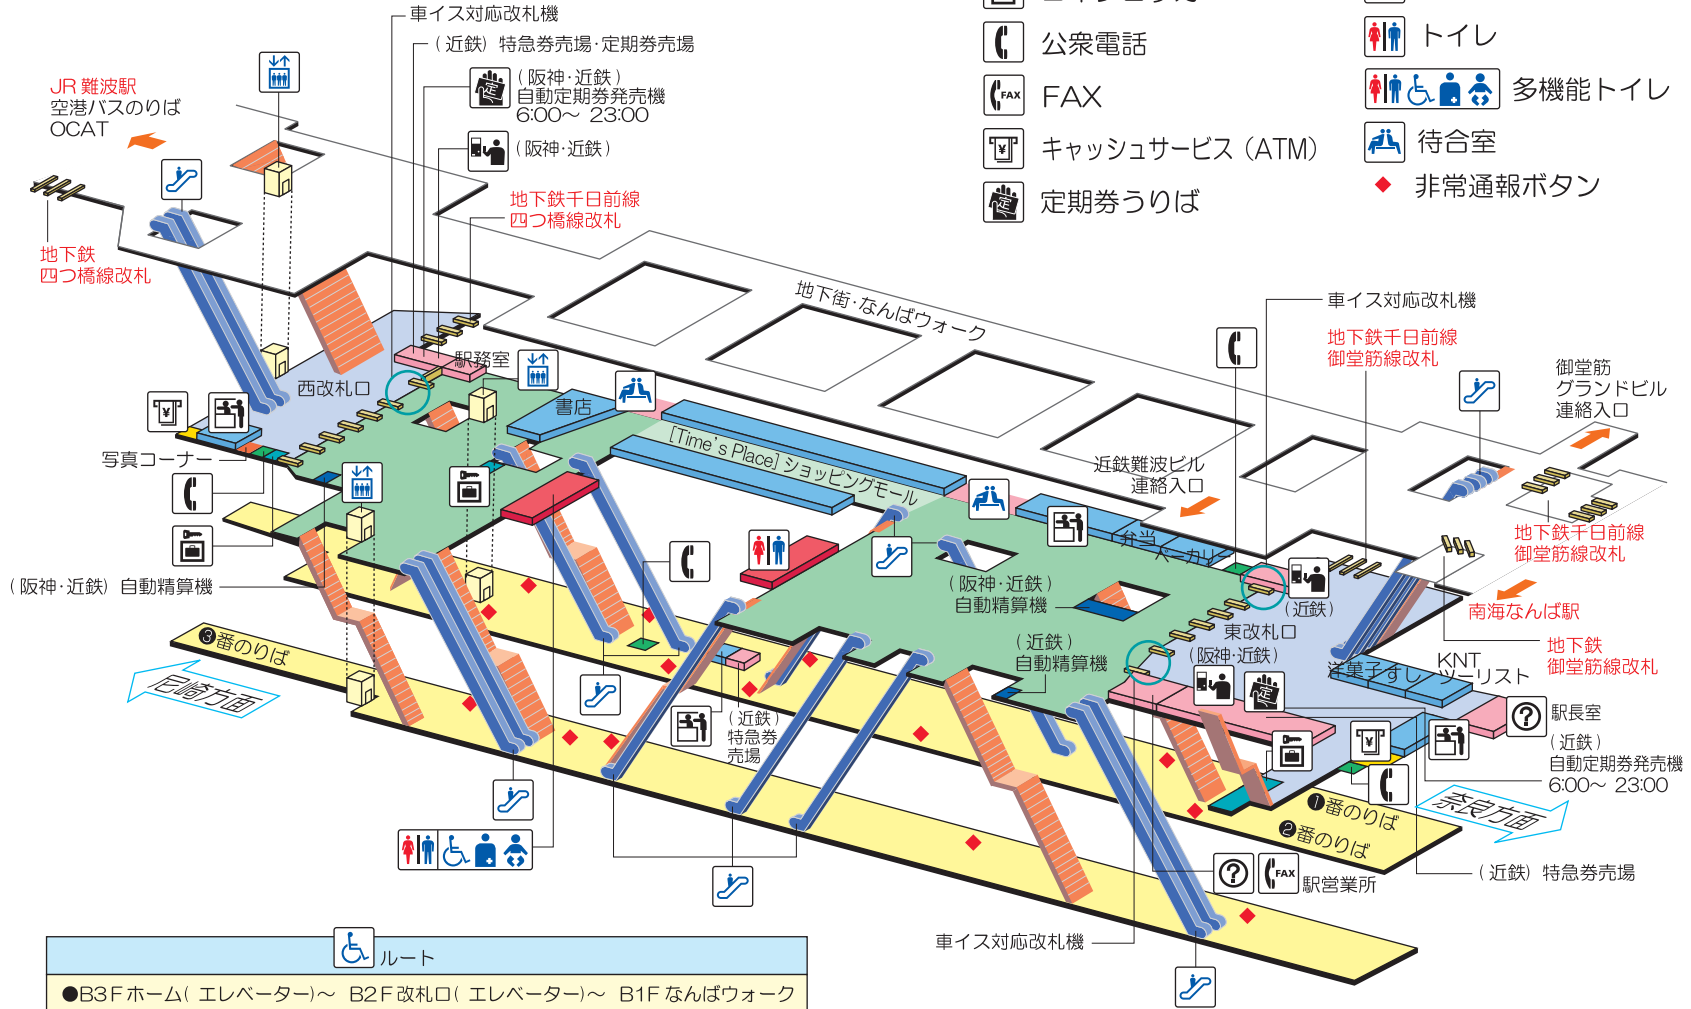 車イス対応改札機
(近鉄) 特急券売場・定期券売場
(阪神・近鉄)
自動定期券発売機
6:00～ 23:00
(阪神・近鉄)
JR 難波駅
空港バスのりば
OCAT
地下鉄千日前線
四つ橋線改札
地下鉄
四つ橋線改札
公衆電話
FAX
FAX
キャッシュサービス (ATM)
¥
定期券うりば
定
トイレ
多機能トイレ
待合室
非常通報ボタン
地下街・なんばウォーク
車イス対応改札機
地下鉄千日前線
御堂筋線改札
御堂筋
グランドビル
連絡入口
駅務室
西改札口
書店
[Time's Place] ショッピングモール
近鉄難波ビル
連絡入口
弁当
ベーカリー
写真コーナー
(阪神・近鉄) 自動精算機
(阪神・近鉄)
自動精算機
(近鉄)
自動精算機
(近鉄)
東改札口
(阪神・近鉄)
地下鉄千日前線
御堂筋線改札
南海なんば駅
地下鉄
御堂筋線改札
洋菓子
すし
KNT
ツーリスト
駅長室
(近鉄)
自動定期券発売機
6:00～ 23:00
❸番のりば
尼崎方面
(近鉄)
特急券
売場
❶番のりば
❷番のりば
奈良方面
(近鉄) 特急券売場
FAX
駅営業所
車イス対応改札機
ルート
●B3Fホーム( エレベーター)～ B2F改札口( エレベーター)～ B1Fなんばウォーク